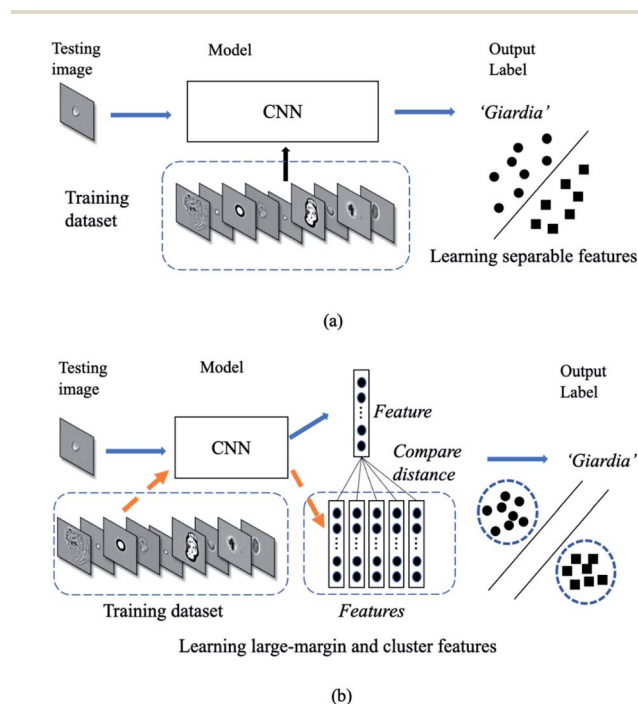 Testing
image
Model
Output
Label
CNN
'Giardia'
Training
dataset
Learning separable features
(a)
Testing
image
Model
Output
Label
CNN
Feature
Compare
distance
'Giardia'
Training dataset
Features
Learning large-margin and cluster features
(b)